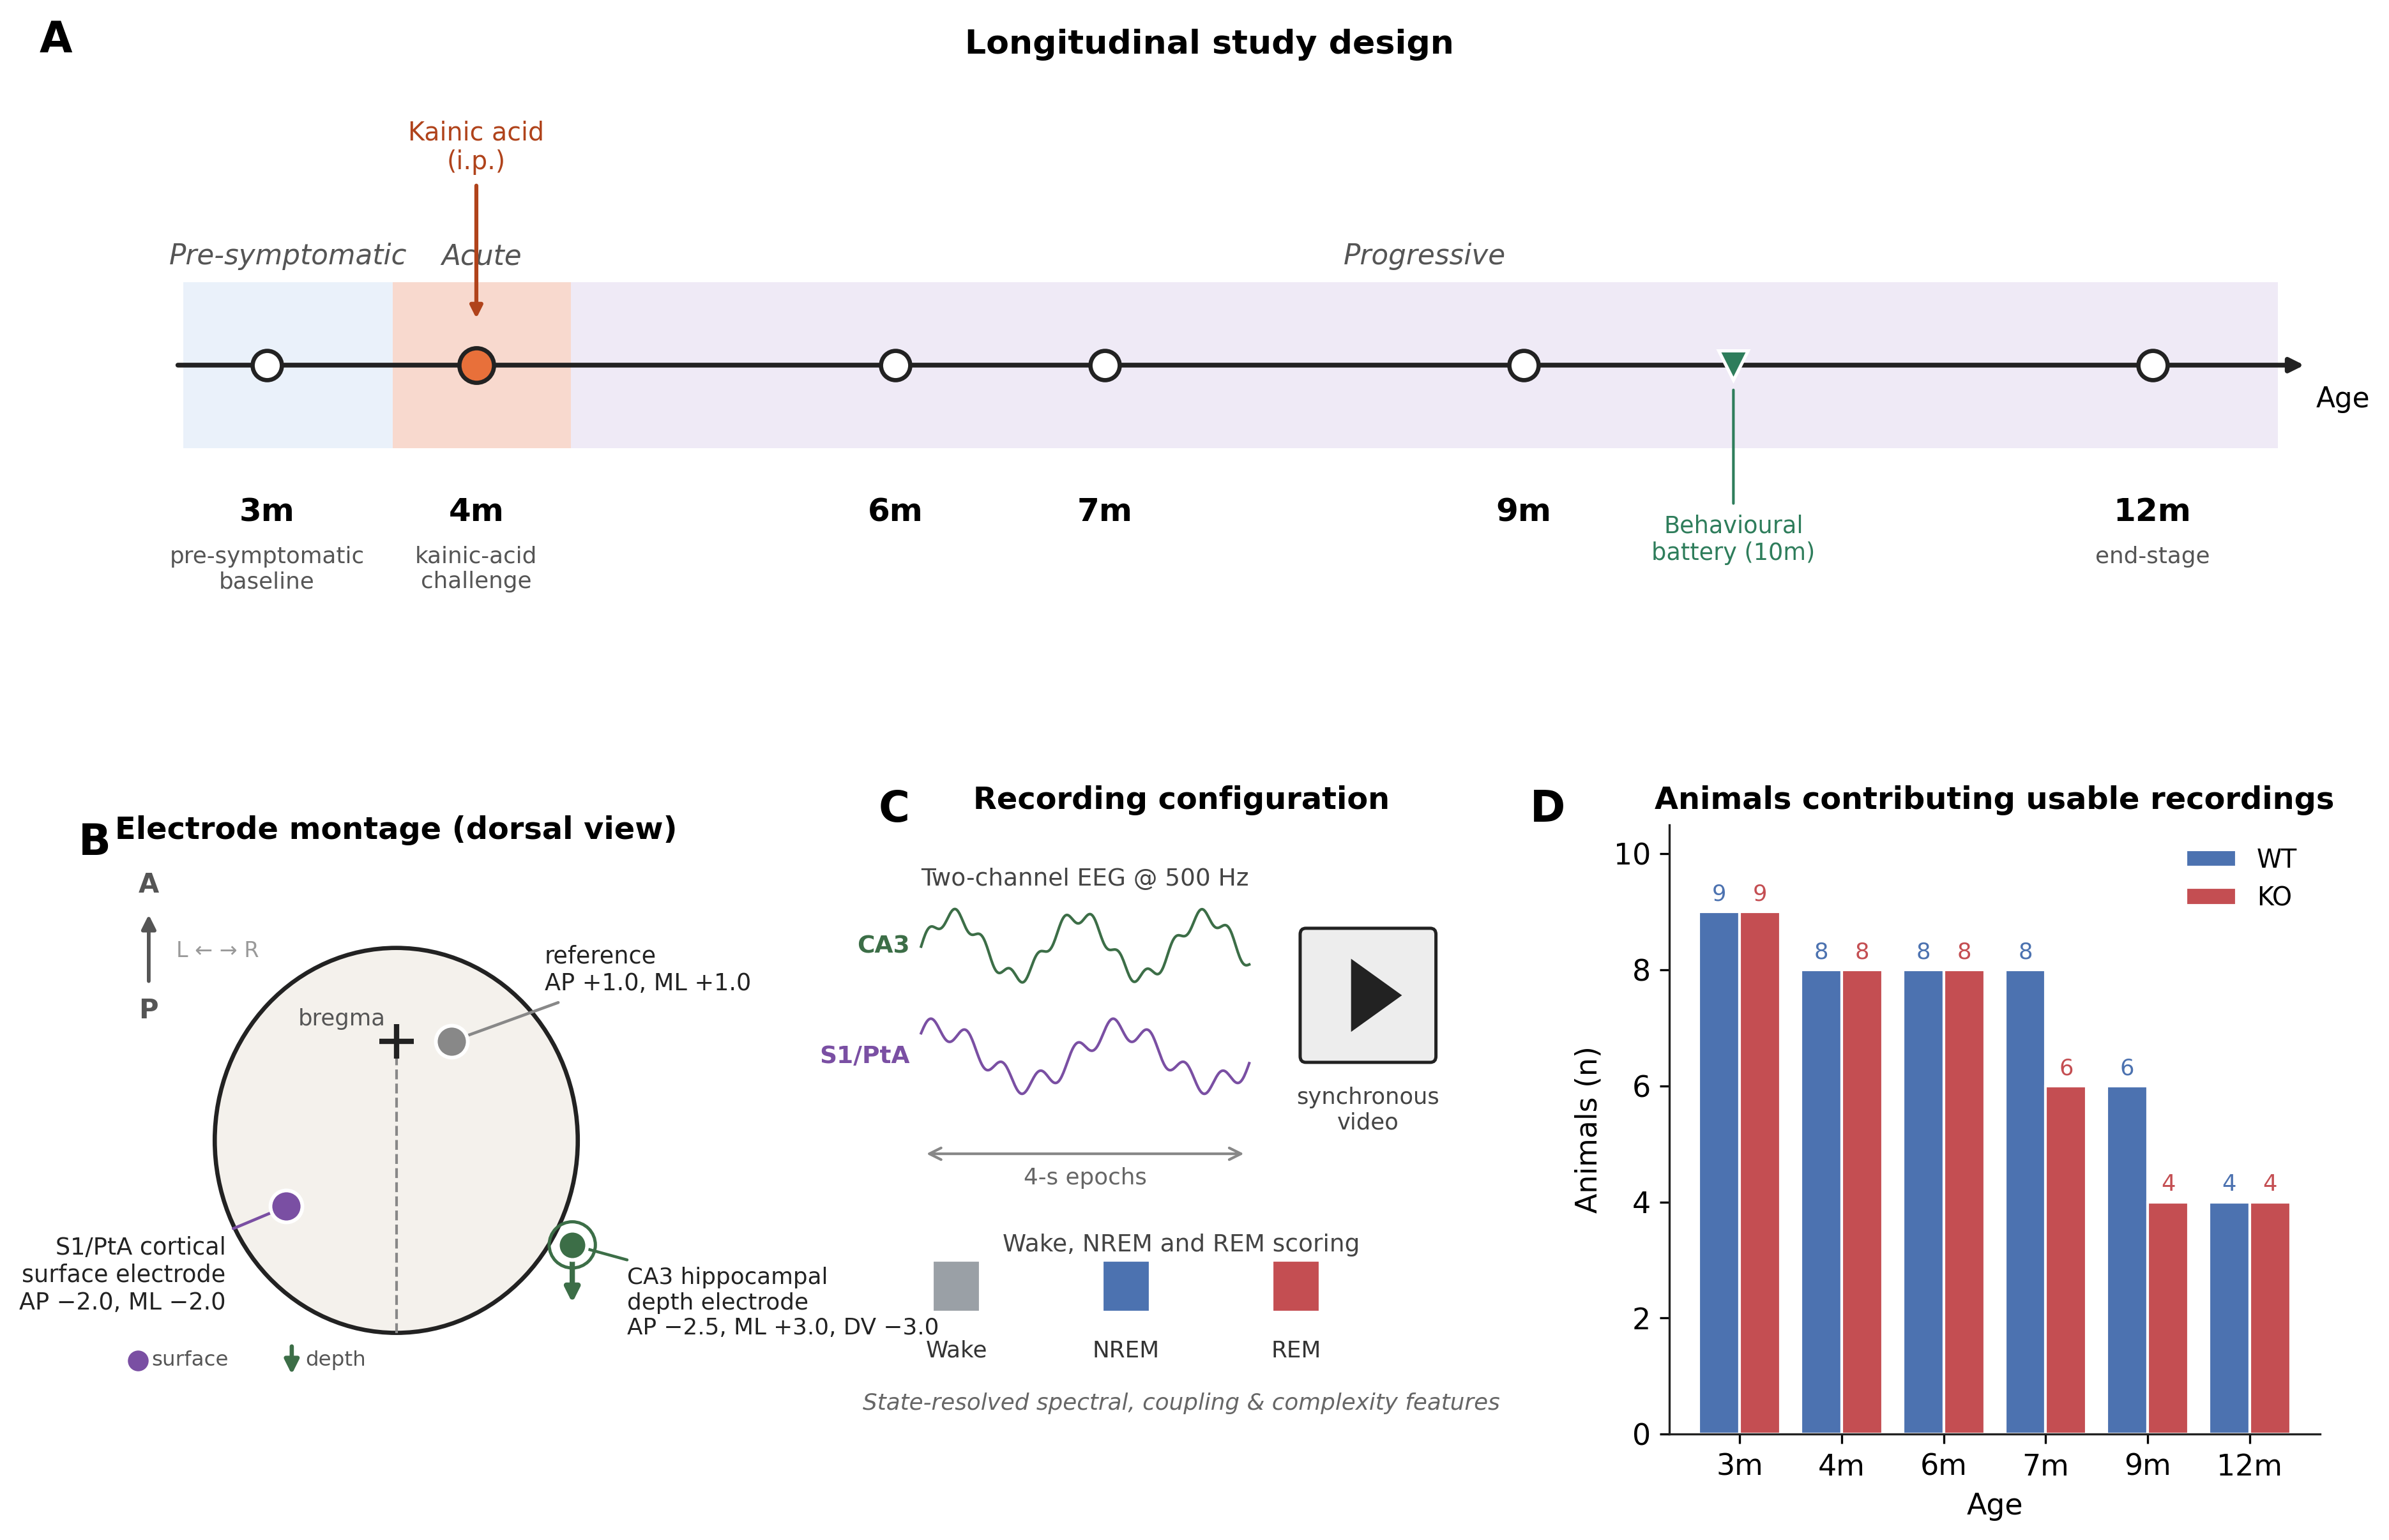 A
Longitudinal study design
Kainic acid
(i.p.)
Pre-symptomatic
Acute
Progressive
Age
3m
4m
6m
7m
9m
12m
pre-symptomatic
baseline
kainic-acid
challenge
Behavioural
battery (10m)
end-stage
B
Electrode montage (dorsal view)
A
L ← → R
P
bregma
reference
AP +1.0, ML +1.0
S1/PtA cortical
surface electrode
AP −2.0, ML −2.0
CA3 hippocampal
depth electrode
AP −2.5, ML +3.0, DV −3.0
surface
depth
C
Recording configuration
Two-channel EEG @ 500 Hz
CA3
S1/PtA
synchronous
video
4-s epochs
Wake, NREM and REM scoring
Wake
NREM
REM
State-resolved spectral, coupling & complexity features
D
Animals contributing usable recordings
WT
KO
Animals (n)
10
8
6
4
2
0
9 9
8 8
8 8
8 6
6 4
4 4
3m
4m
6m
7m
9m
12m
Age